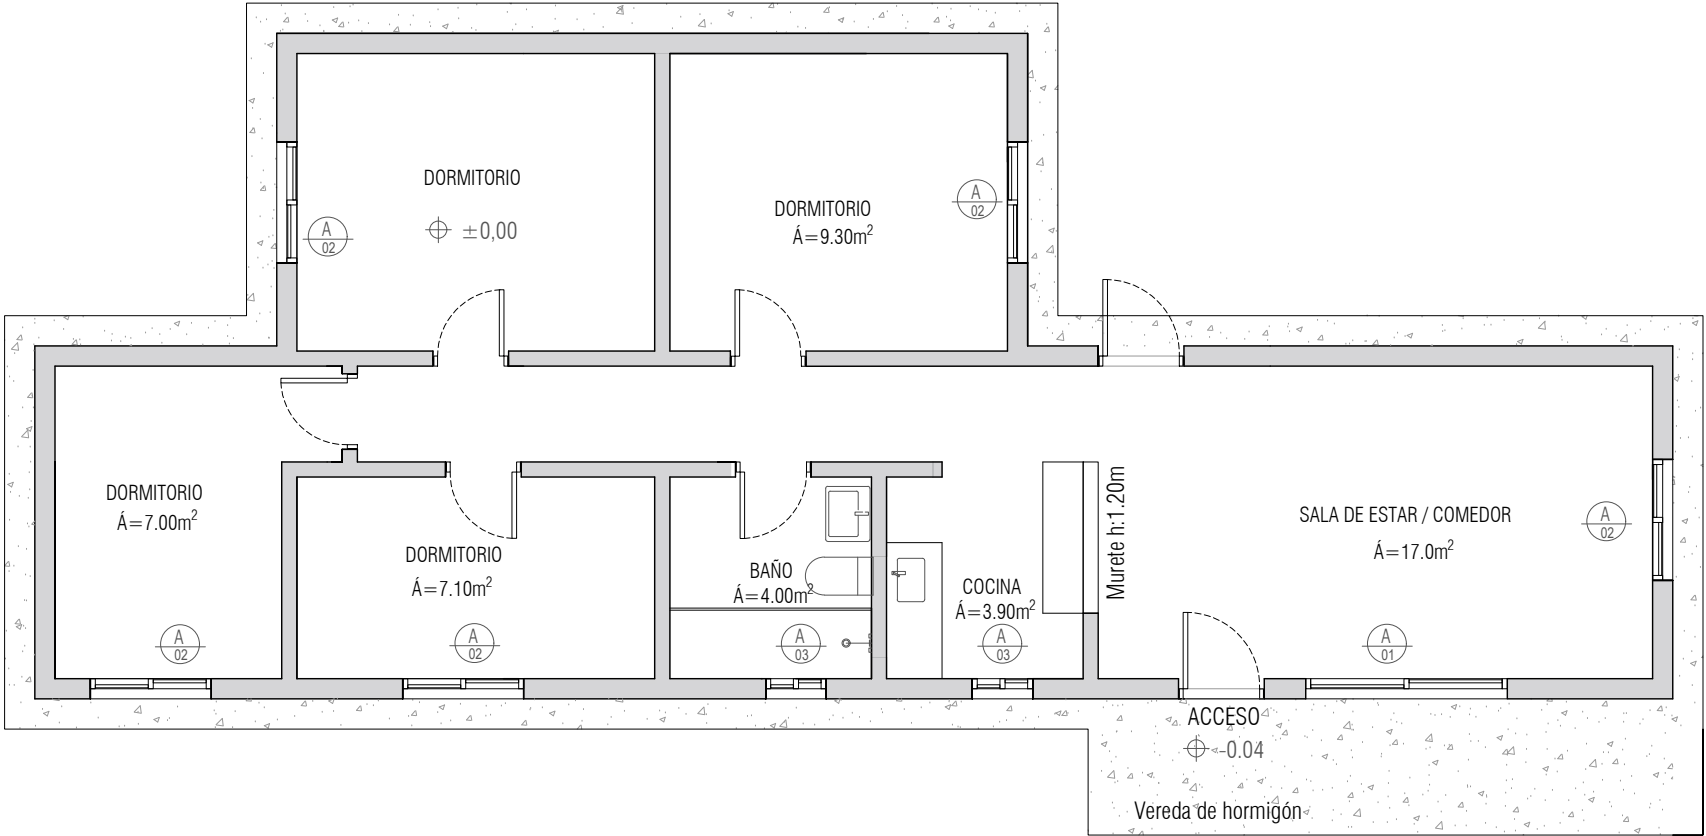 DORMITORIO
A
02
±0,00
DORMITORIO
Á=9.30m²
A
02
DORMITORIO
Á=7.00m²
A
02
DORMITORIO
Á=7.10m²
A
02
BAÑO
Á=4.00m²
A
03
COCINA
Á=3.90m²
A
03
Murete h:1.20m
SALA DE ESTAR / COMEDOR
Á=17.0m²
A
02
A
01
ACCESO
-0.04
Vereda de hormigón